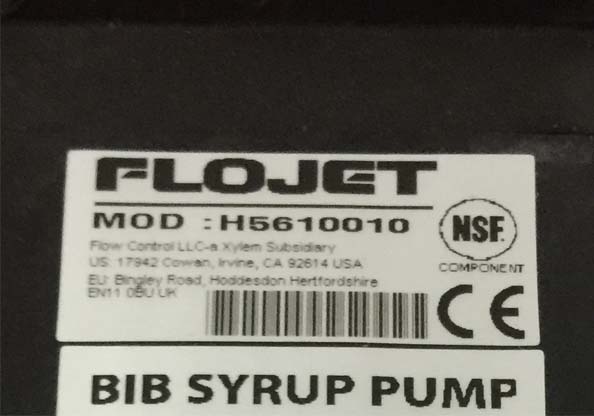 FLOJET
MOD : H5610010
Flow Control LLC-a Xylem Subsidiary
US: 17942 Cowan, Irvine, CA 92614 USA
EU: Bingley Road, Hoddesdon Hertfordshire
EN11 0BU UK
NSF.
COMPONENT
CE
BIB SYRUP PUMP